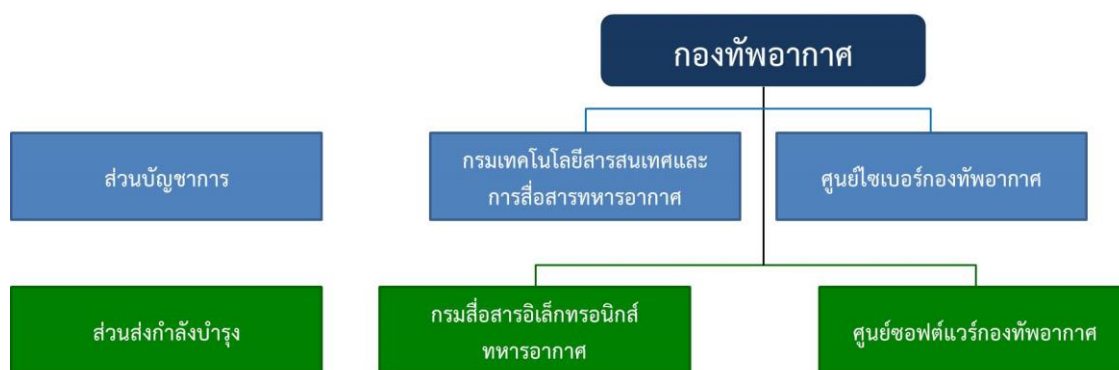 กองทัพอากาศ
ส่วนบัญชาการ
กรมเทคโนโลยีสารสนเทศและ
การสื่อสารทหารอากาศ
ศูนย์ไซเบอร์กองทัพอากาศ
ส่วนส่งกำลังบำรุง
กรมสื่อสารอิเล็กทรอนิกส์
ทหารอากาศ
ศูนย์ซอฟต์แวร์กองทัพอากาศ